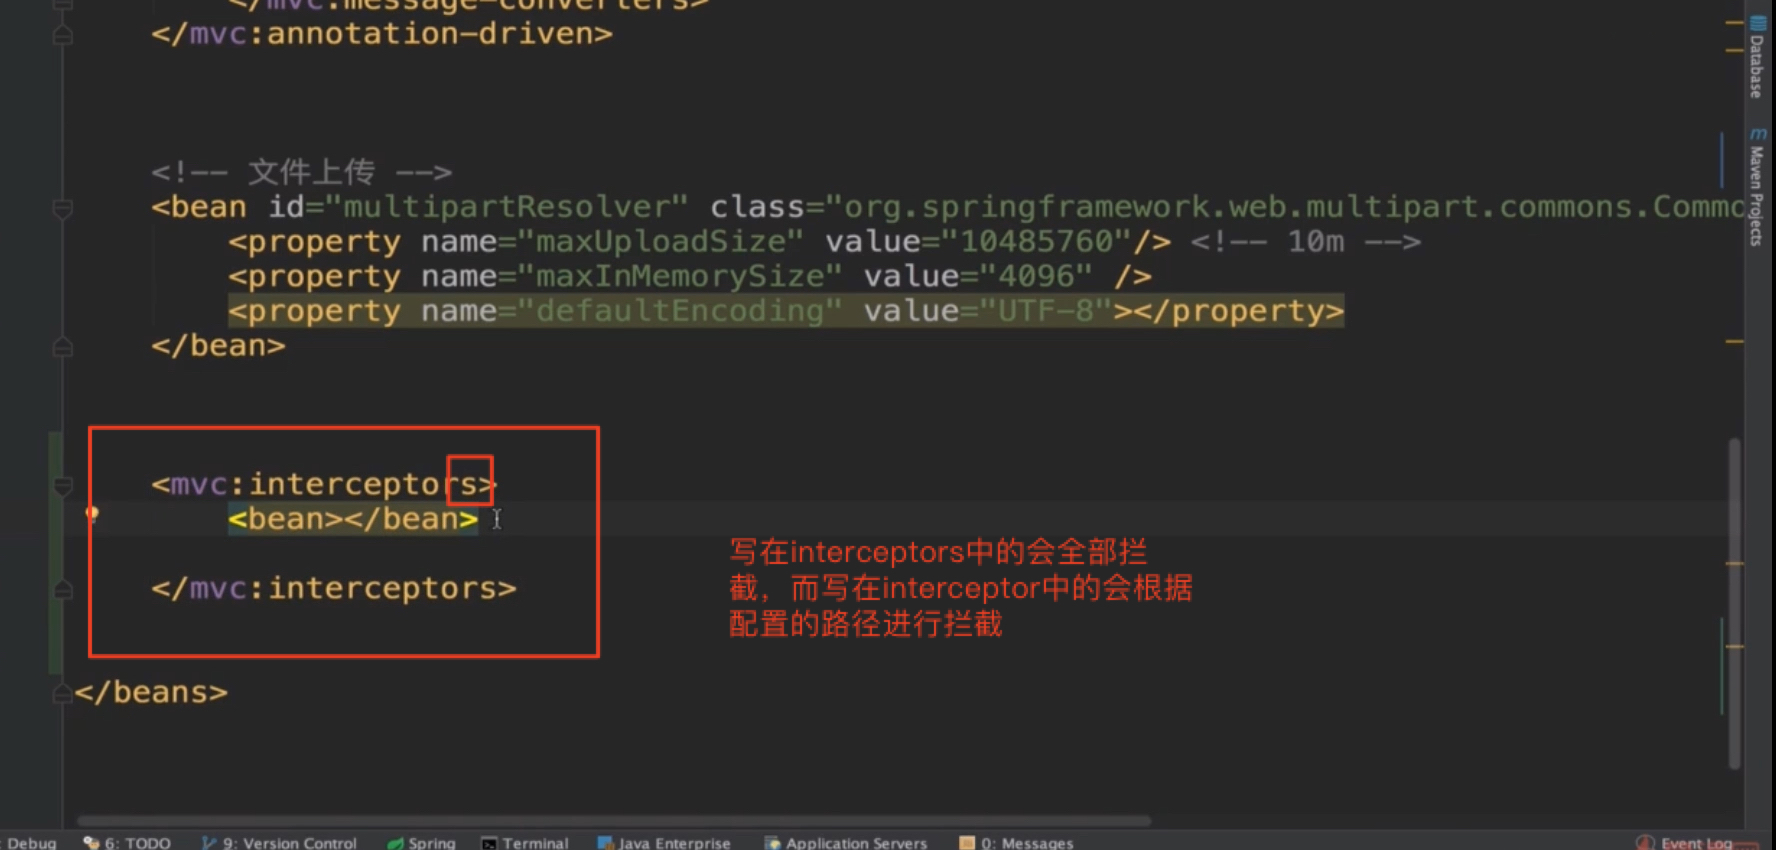 </mvc:message-converters>
</mvc:annotation-driven>
<!-- 文件上传 -->
<bean id="multipartResolver" class="org.springframework.web.multipart.commons.Commo
<property name="maxUploadSize" value="10485760"/> <!-- 10m -->
<property name="maxInMemorySize" value="4096" />
<property name="defaultEncoding" value="UTF-8"></property>
</bean>
<mvc:interceptors>
<bean></bean>
</mvc:interceptors>
</beans>
写在interceptors中的会全部拦
截，而写在interceptor中的会根据
配置的路径进行拦截
Database
m Maven Projects
: Debug 6: TODO 9: Version Control Spring Terminal Java Enterprise Application Servers 0: Messages Event Log